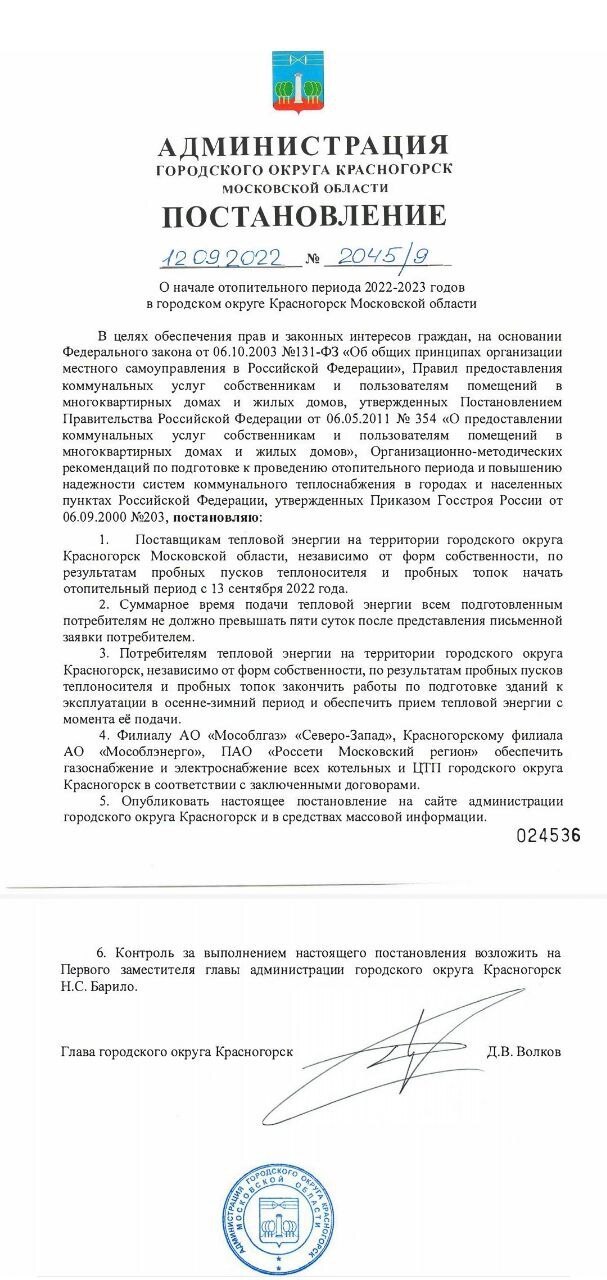 АДМИНИСТРАЦИЯ
ГОРОДСКОГО ОКРУГА КРАСНОГОРСК
МОСКОВСКОЙ ОБЛАСТИ
ПОСТАНОВЛЕНИЕ
12.09.2022 № 2045/9
О начале отопительного периода 2022-2023 годов
в городском округе Красногорск Московской области
В целях обеспечения прав и законных интересов граждан, на основании
Федерального закона от 06.10.2003 №131-ФЗ «Об общих принципах организации
местного самоуправления в Российской Федерации», Правил предоставления
коммунальных услуг собственникам и пользователям помещений в
многоквартирных домах и жилых домов, утвержденных Постановлением
Правительства Российской Федерации от 06.05.2011 № 354 «О предоставлении
коммунальных услуг собственникам и пользователям помещений в
многоквартирных домах и жилых домов», Организационно-методических
рекомендаций по подготовке к проведению отопительного периода и повышению
надежности систем коммунального теплоснабжения в городах и населенных
пунктах Российской Федерации, утвержденных Приказом Госстроя России от
06.09.2000 №203, постановляю:
1. Поставщикам тепловой энергии на территории городского округа
Красногорск Московской области, независимо от форм собственности, по
результатам пробных пусков теплоносителя и пробных топок начать
отопительный период с 13 сентября 2022 года.
2. Суммарное время подачи тепловой энергии всем подготовленным
потребителям не должно превышать пяти суток после представления письменной
заявки потребителем.
3. Потребителям тепловой энергии на территории городского округа
Красногорск, независимо от форм собственности, по результатам пробных пусков
теплоносителя и пробных топок закончить работы по подготовке зданий к
эксплуатации в осенне-зимний период и обеспечить прием тепловой энергии с
момента её подачи.
4. Филиалу АО «Мособлгаз» «Северо-Запад», Красногорскому филиала
АО «Мособлэнерго», ПАО «Россети Московский регион» обеспечить
газоснабжение и электроснабжение всех котельных и ЦТП городского округа
Красногорск в соответствии с заключенными договорами.
5. Опубликовать настоящее постановление на сайте администрации
городского округа Красногорск и в средствах массовой информации.
024536
6. Контроль за выполнением настоящего постановления возложить на
Первого заместителя главы администрации городского округа Красногорск
Н.С. Барило.
Глава городского округа Красногорск Д.В. Волков
АДМИНИСТРАЦИЯ ГОРОДСКОГО ОКРУГА КРАСНОГОРСК
МОСКОВСКОЙ ОБЛАСТИ